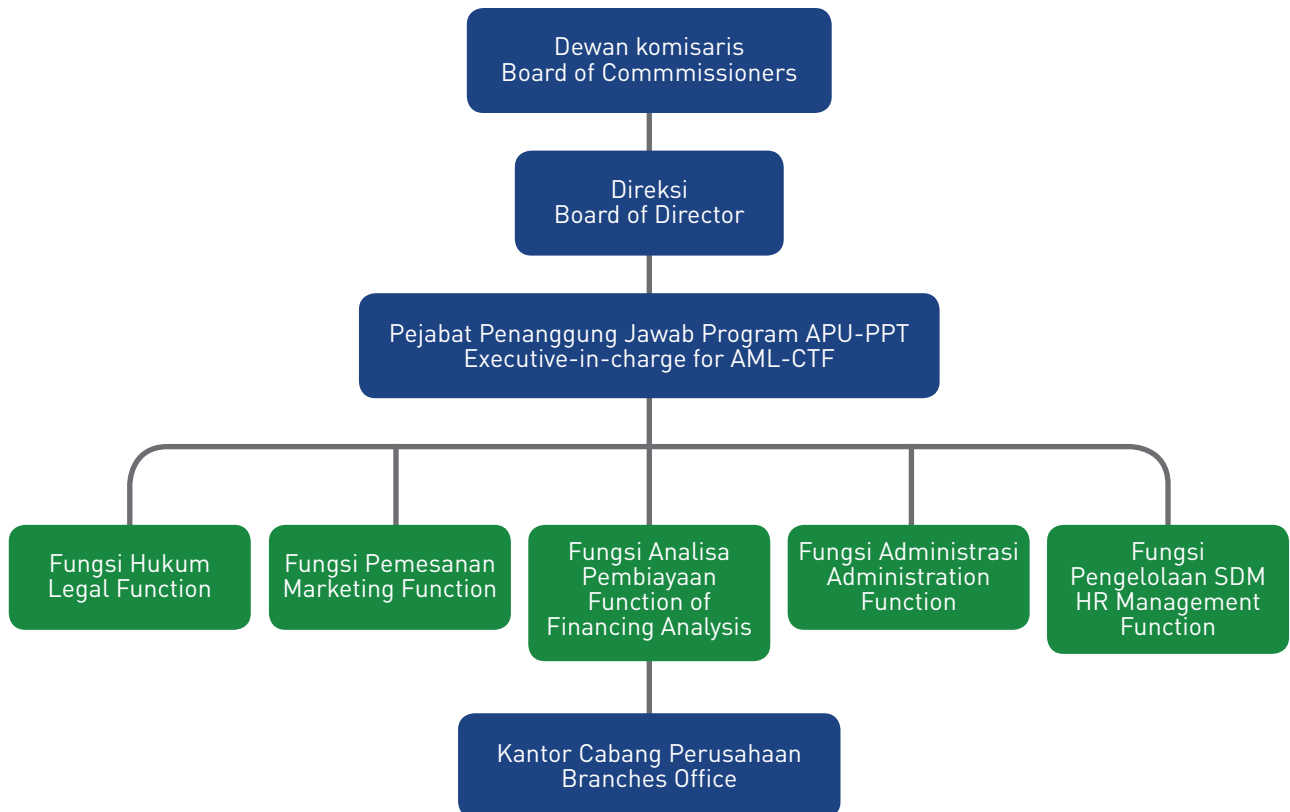 Dewan komisaris
Board of Commmissioners
Direksi
Board of Director
Pejabat Penanggung Jawab Program APU-PPT
Executive-in-charge for AML-CTF
Fungsi Hukum
Legal Function
Fungsi Pemesanan
Marketing Function
Fungsi Analisa
Pembiayaan
Function of
Financing Analysis
Fungsi Administrasi
Administration
Function
Fungsi
Pengelolaan SDM
HR Management
Function
Kantor Cabang Perusahaan
Branches Office